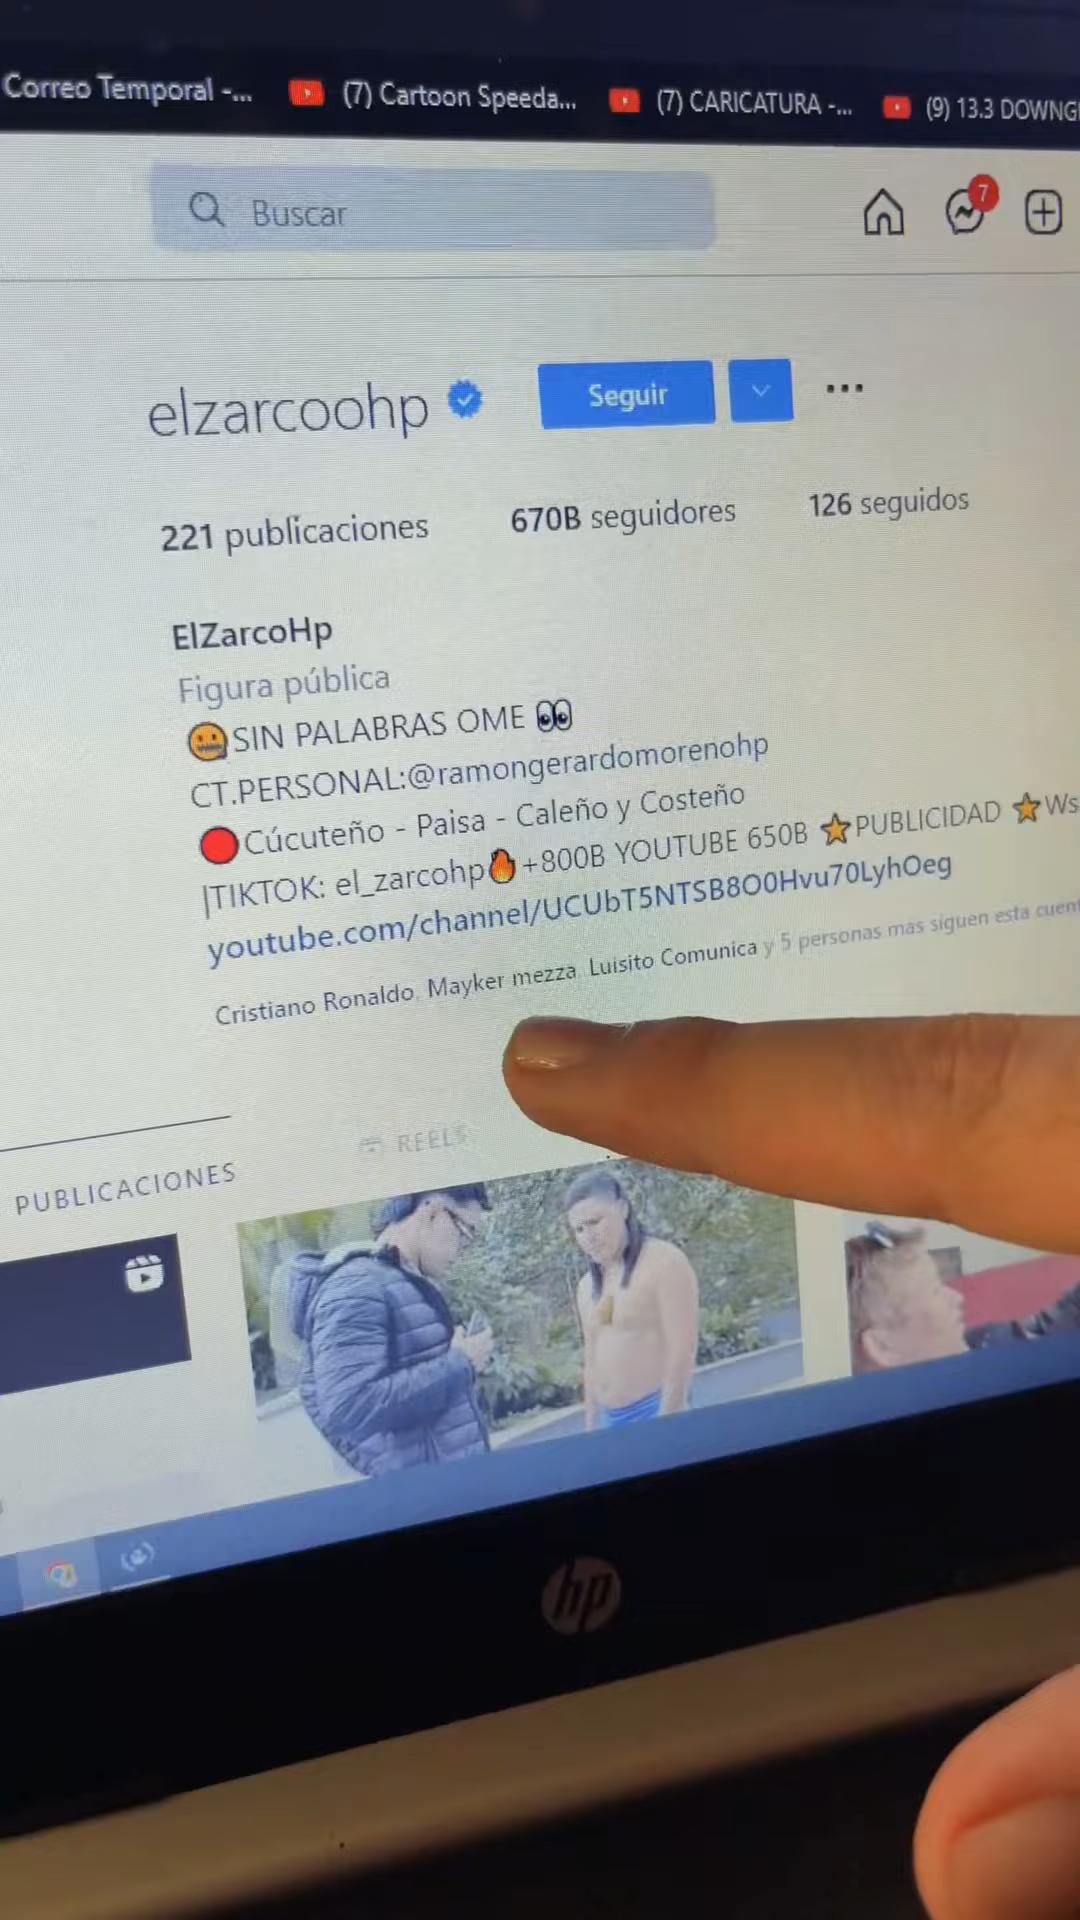 Correo Temporal -...
(7) Cartoon Speeda...
(7) CARICATURA -...
(9) 13.3 DOWNG
Buscar
7
elzarcoohp
Seguir
221 publicaciones
670B seguidores
126 seguidos
ElZarcoHp
Figura pública
🤐SIN PALABRAS OME 👀
CT.PERSONAL:@ramongerardomorenohp
🔴Cúcuteño - Paisa - Caleño y Costeño
|TIKTOK: el_zarcohp🔥+800B YOUTUBE 650B ⭐PUBLICIDAD ⭐Ws
youtube.com/channel/UCUbT5NTSB8O0Hvu70LyhOeg
Cristiano Ronaldo, Mayker mezza, Luisito Comunica y 5 personas más siguen esta cuent
PUBLICACIONES
REELS
hp